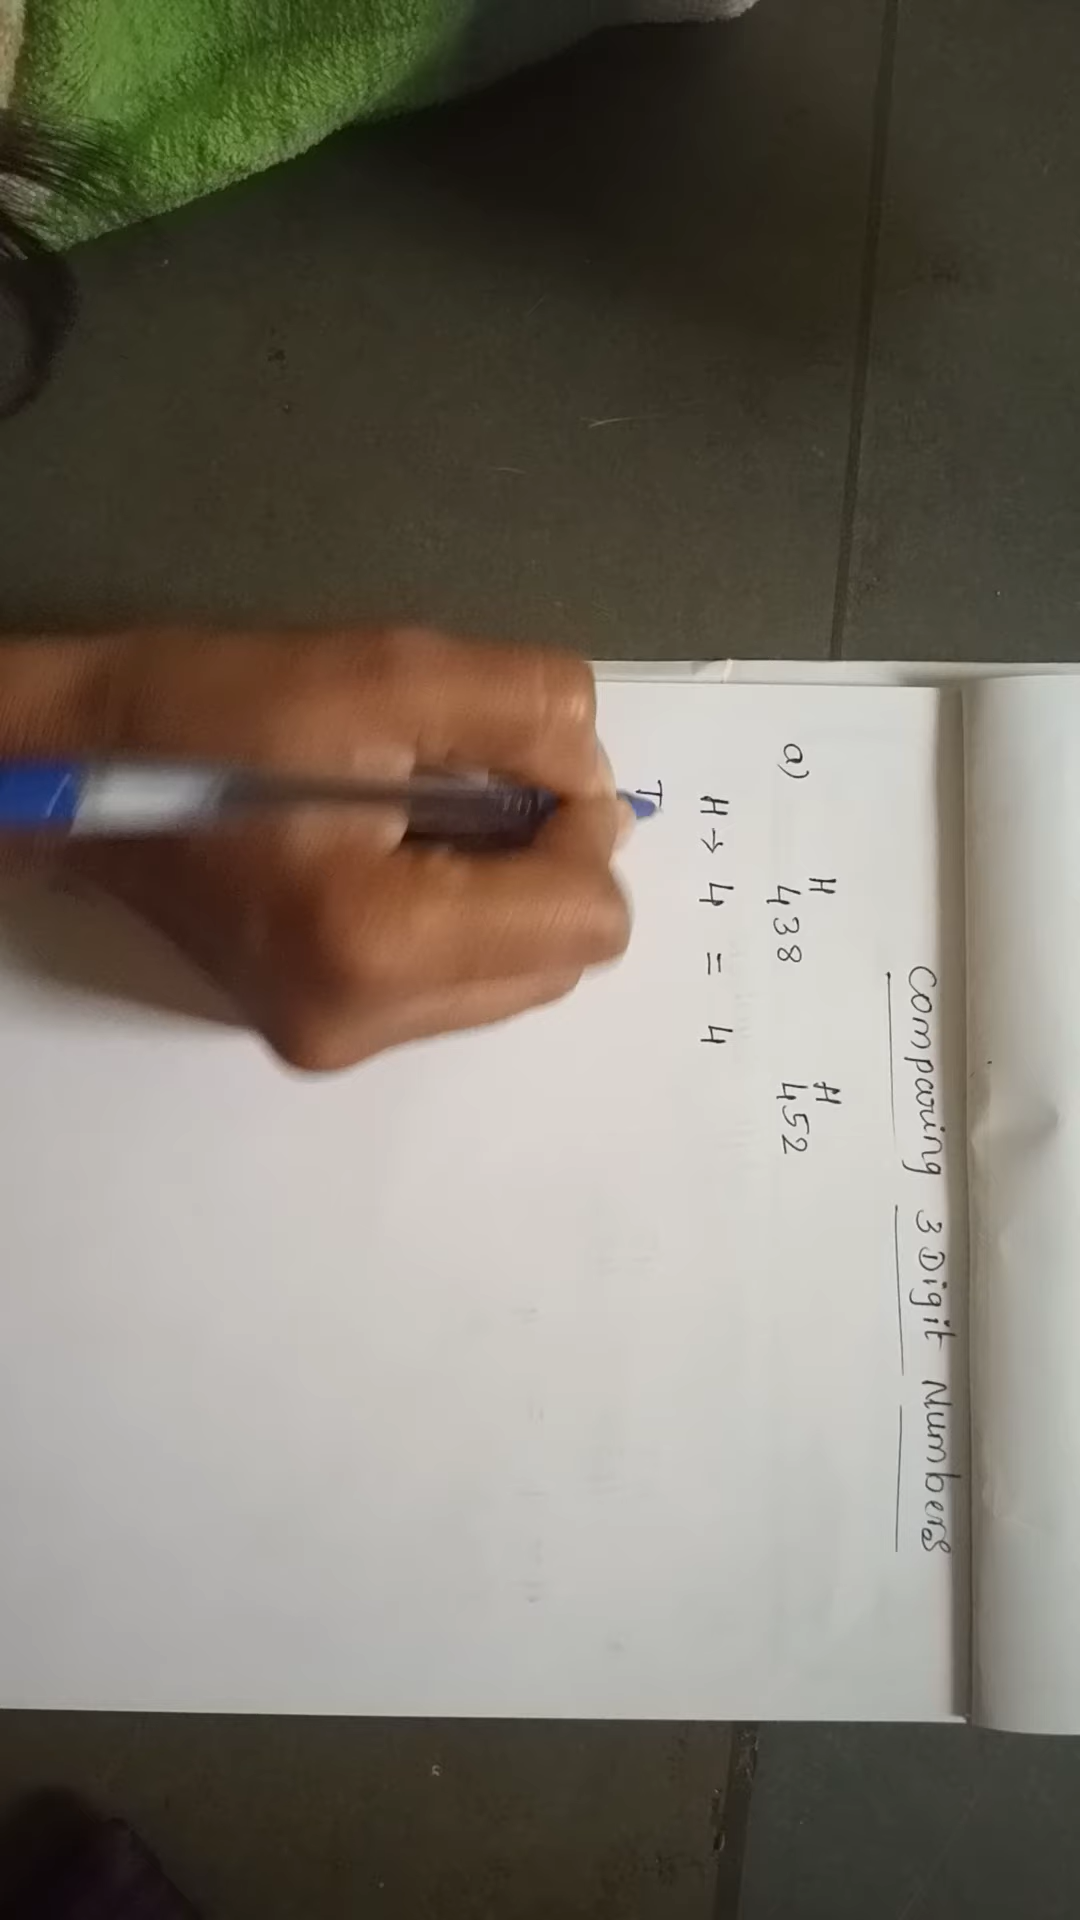 Comparing 3 Digit Numbers
H H
a) 438 452
H → 4 = 4
T